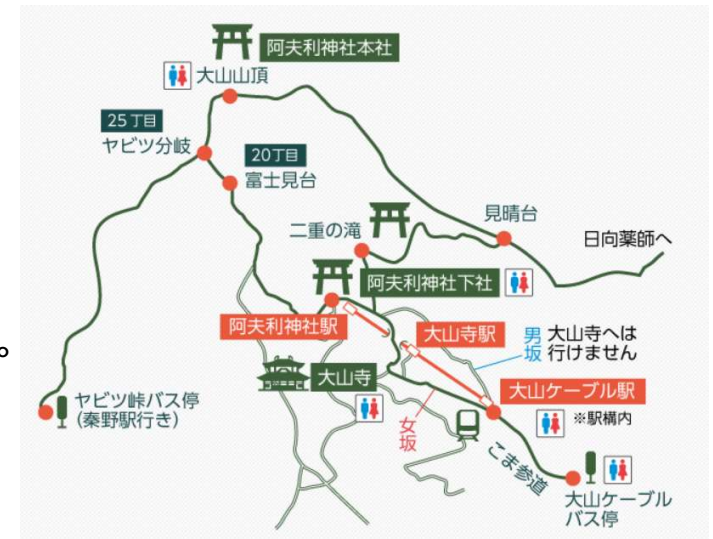 阿夫利神社本社
大山山頂
25丁目
ヤビツ分岐
20丁目
富士見台
二重の滝
見晴台
日向薬師へ
阿夫利神社下社
阿夫利神社駅
大山寺駅
男坂
大山寺へは
行けません
。
大山寺
大山ケーブル駅
※駅構内
女坂
ヤビツ峠バス停
(秦野駅行き)
こま参道
大山ケーブル
バス停